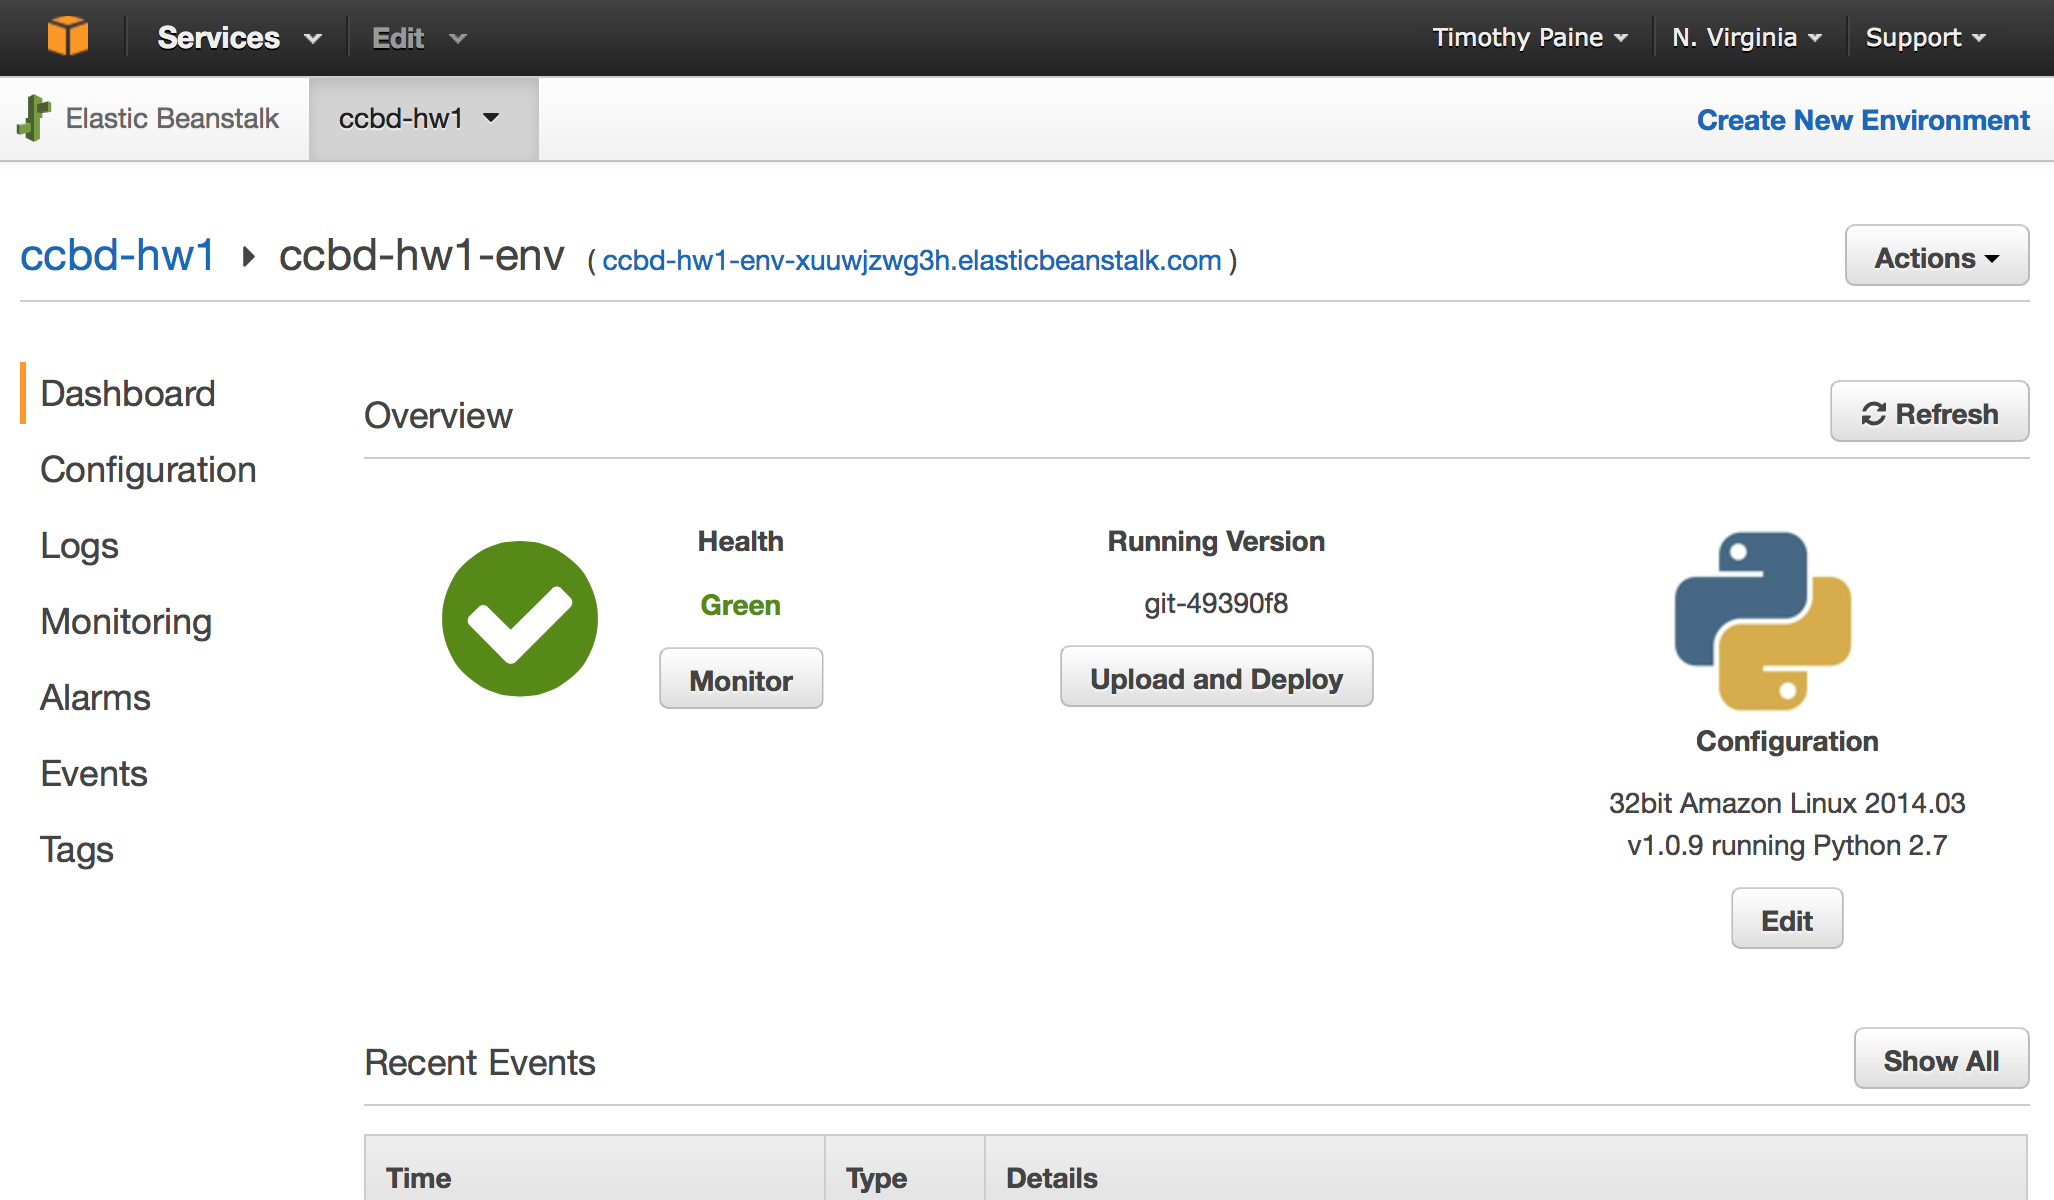 Services Edit Timothy Paine N. Virginia Support
Elastic Beanstalk ccbd-hw1 Create New Environment
ccbd-hw1 ccbd-hw1-env ( ccbd-hw1-env-xuuwjzwg3h.elasticbeanstalk.com ) Actions
Dashboard
Configuration
Logs
Monitoring
Alarms
Events
Tags
Overview Refresh
Health
Green
Monitor
Running Version
git-49390f8
Upload and Deploy
Configuration
32bit Amazon Linux 2014.03
v1.0.9 running Python 2.7
Edit
Recent Events Show All
Time Type Details